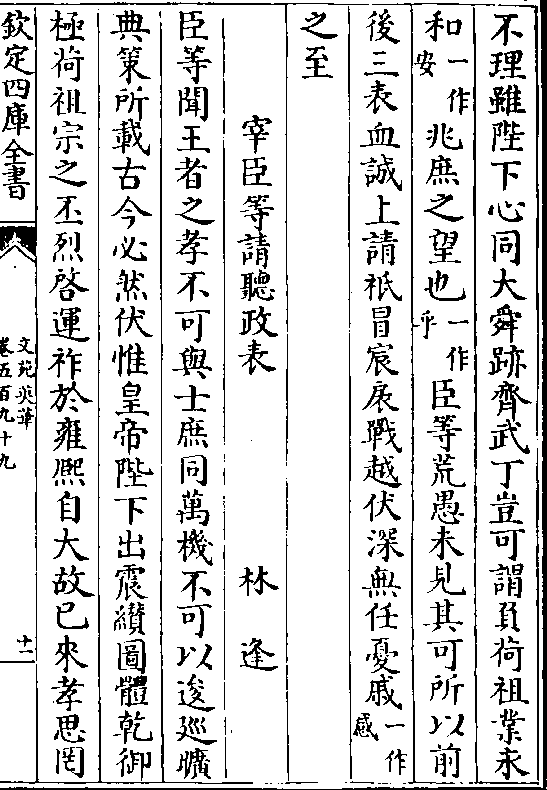 不理雖陛下心同大舜跡齊武丁豈可謂負荷祖業永
和一作安兆庶之望也一作乎臣等荒愚未見其可所以前
後三表血誠上請祗冒宸扆戰越伏深無任憂戚一作慼
之至
宰臣等請聽政表　林逢
臣等聞王者之孝不可與士庶同萬機不可以逡廵曠
典策所載古今必然伏惟皇帝陛下出震纘圖體乾御
極荷祖宗之丕烈啓運祚於雍熈自大故已來孝思罔
欽定四庫全書
文苑英華
卷五百九十九
十一